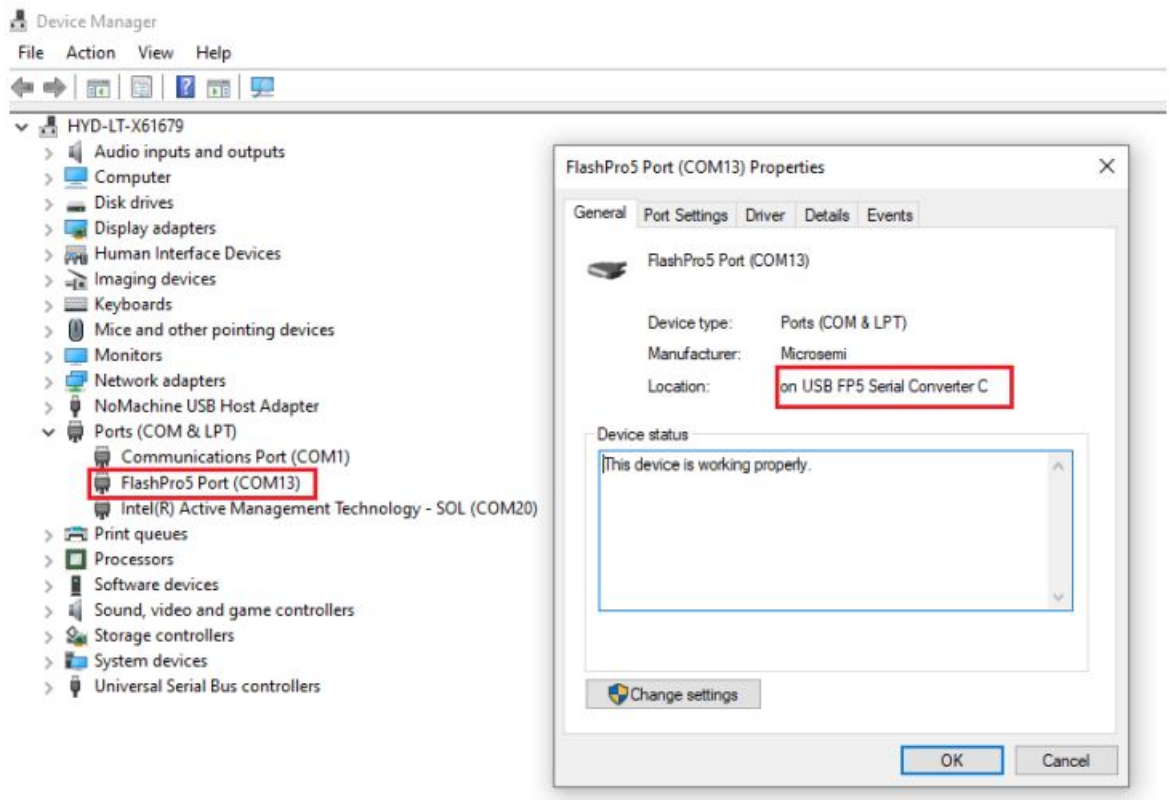 Device Manager
File Action View Help
HYD-LT-X61679
Audio inputs and outputs
Computer
Disk drives
Display adapters
Human Interface Devices
Imaging devices
Keyboards
Mice and other pointing devices
Monitors
Network adapters
NoMachine USB Host Adapter
Ports (COM & LPT)
Communications Port (COM1)
FlashPro5 Port (COM13)
Intel(R) Active Management Technology - SOL (COM20)
Print queues
Processors
Software devices
Sound, video and game controllers
Storage controllers
System devices
Universal Serial Bus controllers
FlashPro5 Port (COM13) Properties
General Port Settings Driver Details Events
FlashPro5 Port (COM13)
Device type: Ports (COM & LPT)
Manufacturer: Microsemi
Location: on USB FP5 Serial Converter C
Device status
This device is working properly.
Change settings
OK Cancel